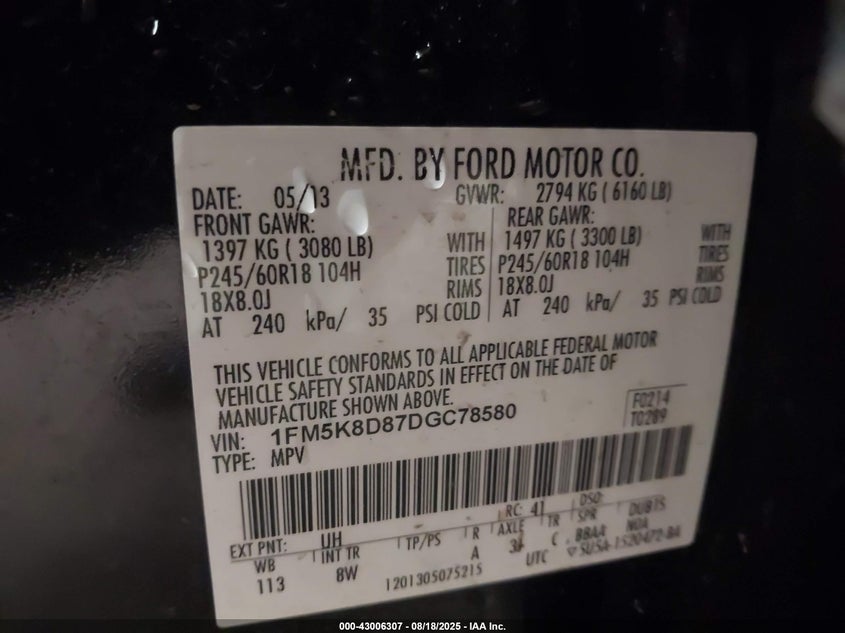 MFD. BY FORD MOTOR CO.
DATE: 05/13 GVWR: 2794 KG ( 6160 LB)
FRONT GAWR: REAR GAWR:
1397 KG ( 3080 LB) WITH 1497 KG ( 3300 LB) WITH
P245/60R18 104H TIRES P245/60R18 104H TIRES
18X8.0J RIMS 18X8.0J RIMS
AT 240 kPa/ 35 PSI COLD AT 240 kPa/ 35 PSI COLD
THIS VEHICLE CONFORMS TO ALL APPLICABLE FEDERAL MOTOR
VEHICLE SAFETY STANDARDS IN EFFECT ON THE DATE OF
MANUFACTURE SHOWN ABOVE.
VIN: 1FM5K8D87DGC78580 F0214
TYPE: MPV T0289
RC: 41 DSO:
EXT PNT: UH
WB INT TR TP/PS R AXLE TR SPR DUBTS
113 8W A C BBAA NOA
1201305075215 UTC
000-43006307 - 08/18/2025 - IAA Inc.